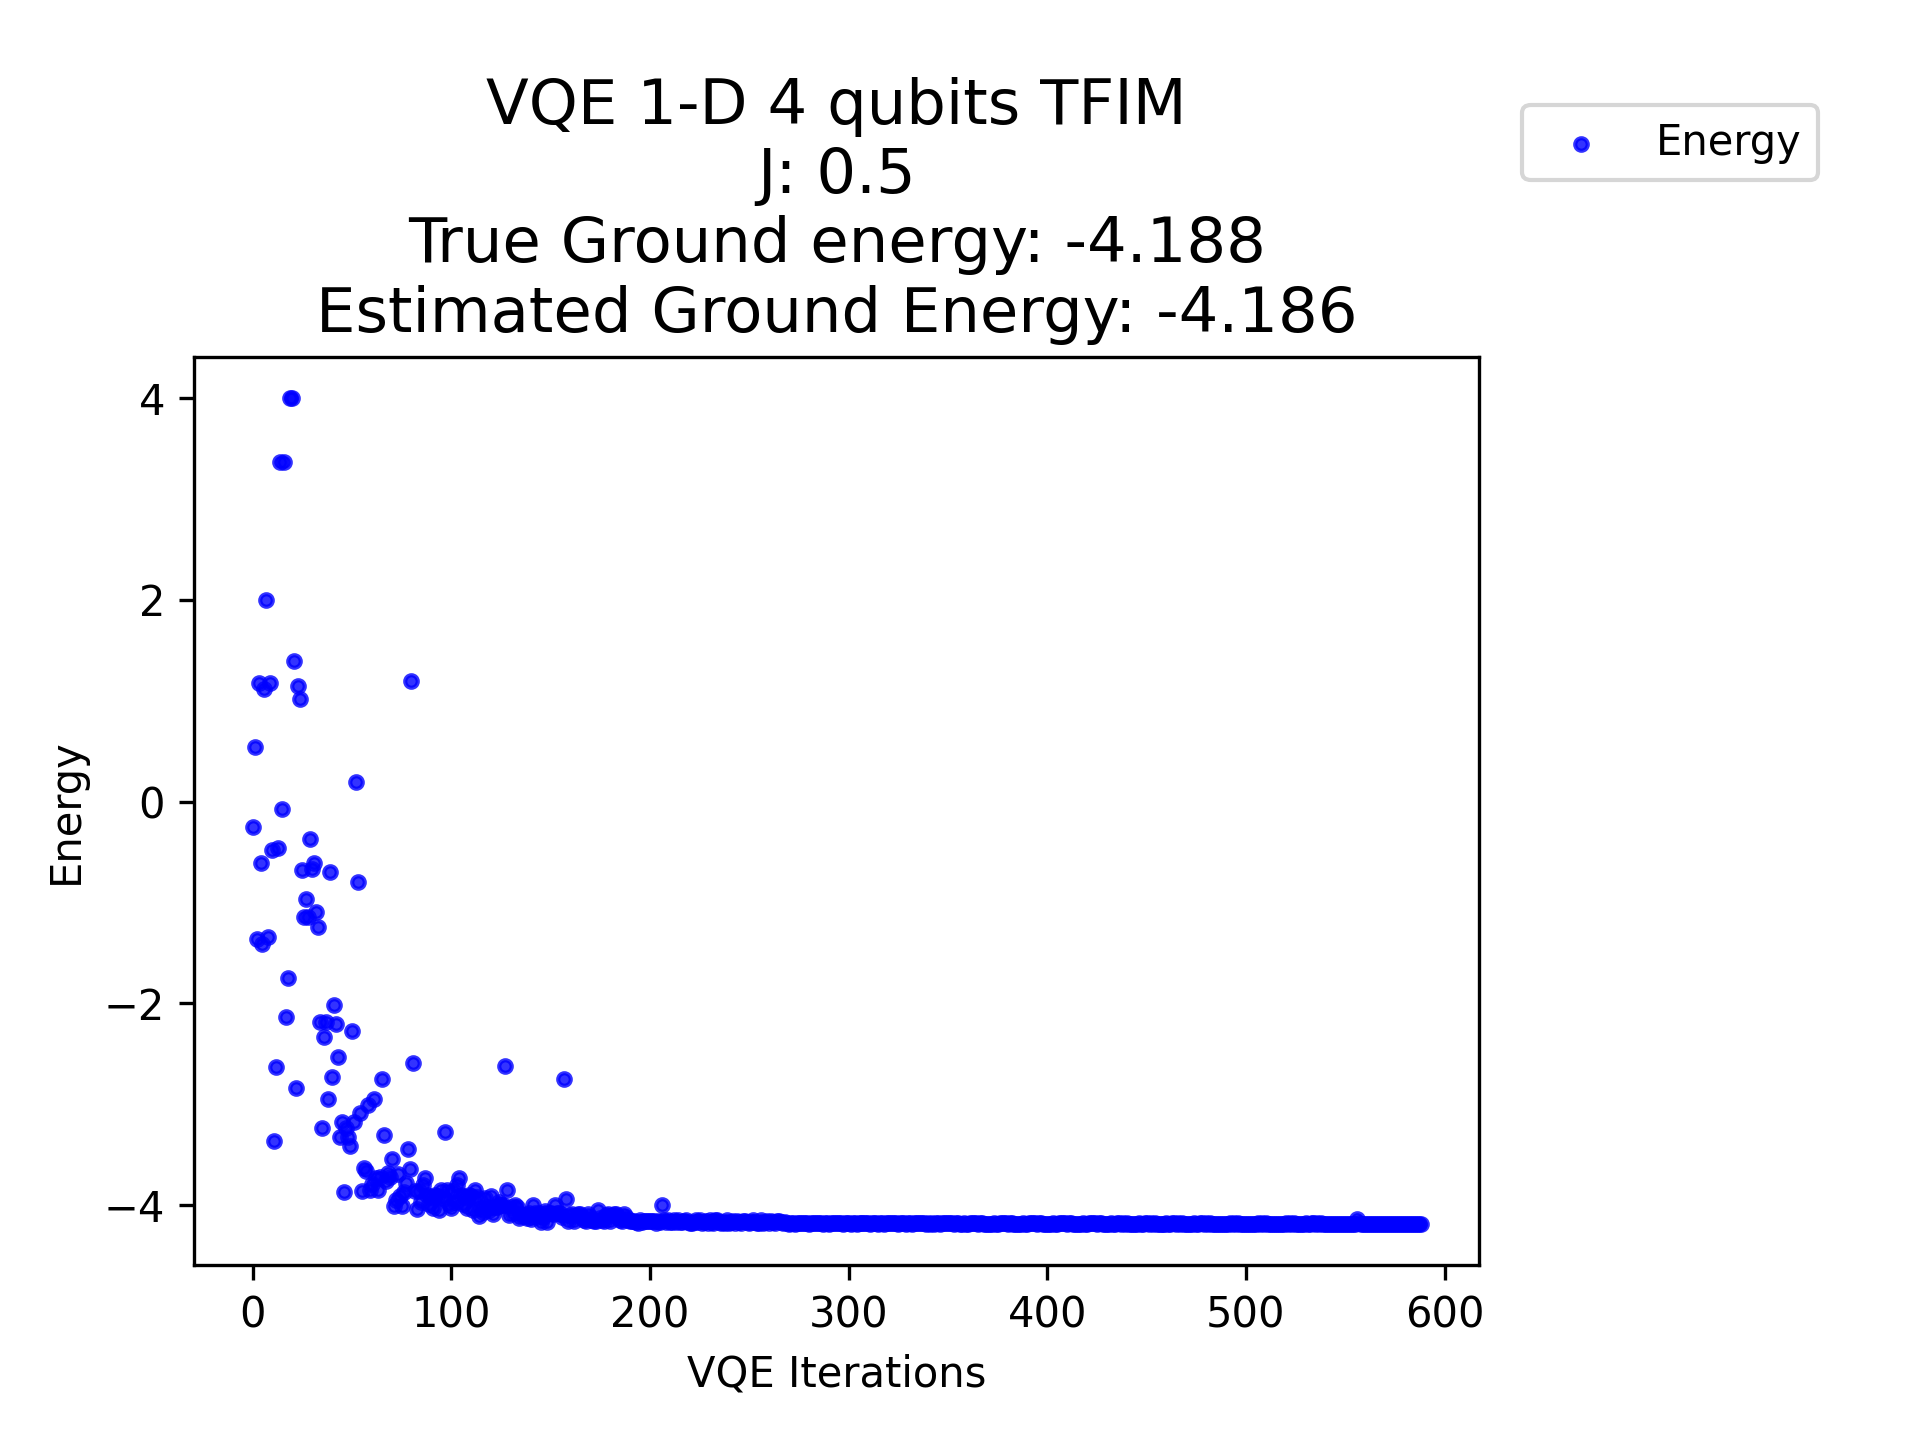 VQE 1-D 4 qubits TFIM
J: 0.5
True Ground energy: -4.188
Estimated Ground Energy: -4.186
Energy
4
2
0
−2
−4
Energy
0 100 200 300 400 500 600
VQE Iterations